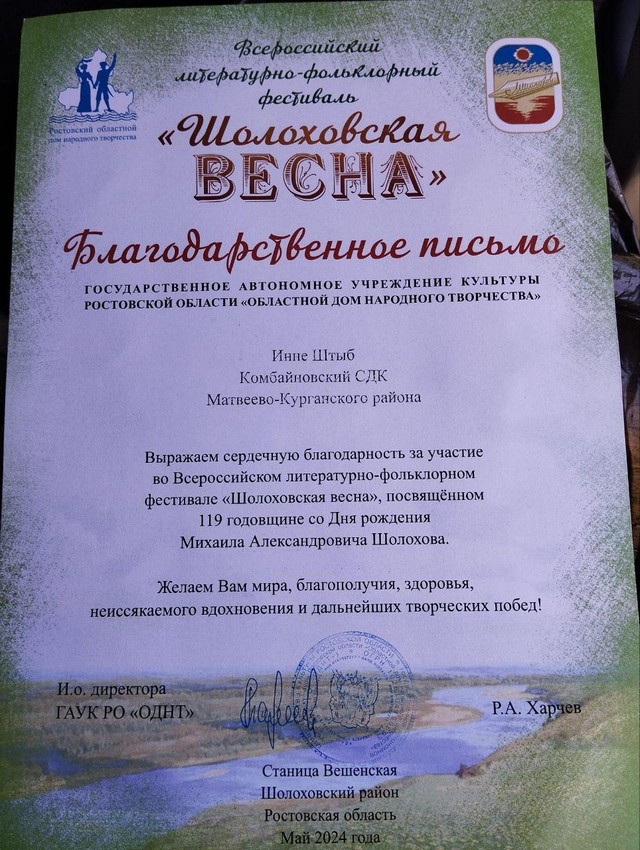 Всероссийский
литературно-фольклорный
фестиваль
«Шолоховская
ВЕСНА»
Ростовский областной
дом народного творчества
Благодарственное письмо
ГОСУДАРСТВЕННОЕ АВТОНОМНОЕ УЧРЕЖДЕНИЕ КУЛЬТУРЫ
РОСТОВСКОЙ ОБЛАСТИ «ОБЛАСТНОЙ ДОМ НАРОДНОГО ТВОРЧЕСТВА»
Инне Штыб
Комбайновский СДК
Матвеево-Курганского района
Выражаем сердечную благодарность за участие
во Всероссийском литературно-фольклорном
фестивале «Шолоховская весна», посвящённом
119 годовщине со Дня рождения
Михаила Александровича Шолохова.
Желаем Вам мира, благополучия, здоровья,
неиссякаемого вдохновения и дальнейших творческих побед!
И.о. директора
ГАУК РО «ОДНТ»
Р.А. Харчев
Станица Вешенская
Шолоховский район
Ростовская область
Май 2024 года